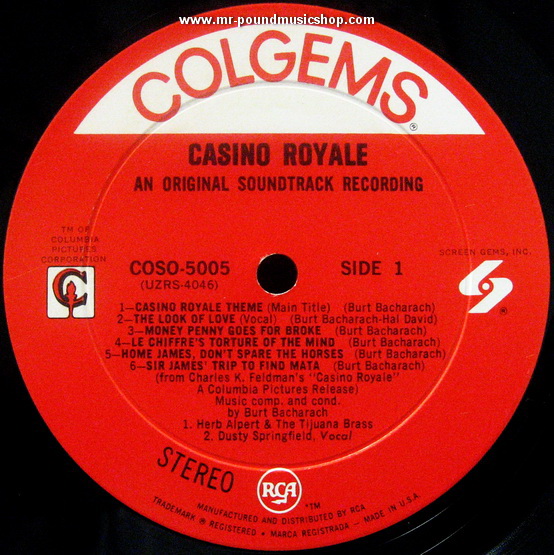 www.mr-poundmusicshop.com
COLGEMS®
CASINO ROYALE
AN ORIGINAL SOUNDTRACK RECORDING
TM OF
COLUMBIA
PICTURES
CORPORATION
SCREEN GEMS, INC.
®
COSO-5005 SIDE 1
(UZRS-4046)
1—CASINO ROYALE THEME (Main Title) (Burt Bacharach)
2—THE LOOK OF LOVE (Vocal) (Burt Bacharach-Hal David)
3—MONEY PENNY GOES FOR BROKE (Burt Bacharach)
4—LE CHIFFRE'S TORTURE OF THE MIND (Burt Bacharach)
5—HOME JAMES, DON'T SPARE THE HORSES (Burt Bacharach)
6—SIR JAMES' TRIP TO FIND MATA (Burt Bacharach)
(from Charles K. Feldman's "Casino Royale"
A Columbia Pictures Release)
Music comp. and cond.
by Burt Bacharach
1. Herb Alpert & The Tijuana Brass
2. Dusty Springfield, Vocal
STEREO
RCA
™
MANUFACTURED AND DISTRIBUTED BY RCA
TRADEMARK ® REGISTERED • MARCA REGISTRADA — MADE IN U.S.A.